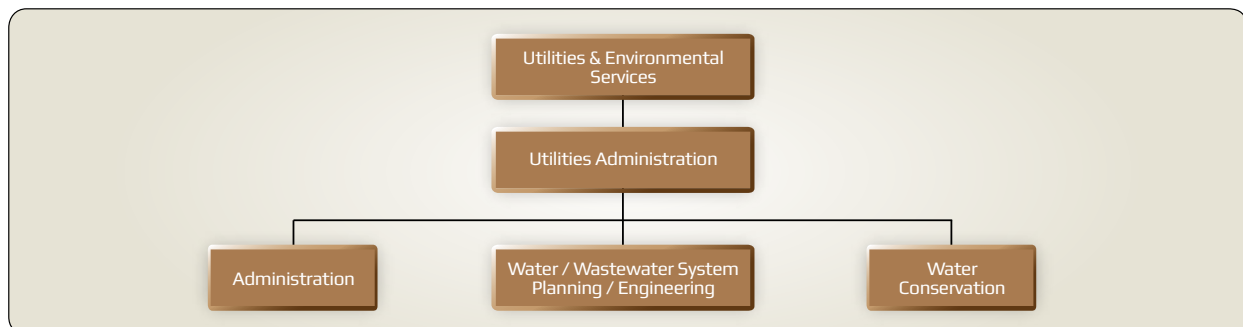 Utilities & Environmental
Services
Utilities Administration
Administration
Water / Wastewater System
Planning / Engineering
Water
Conservation